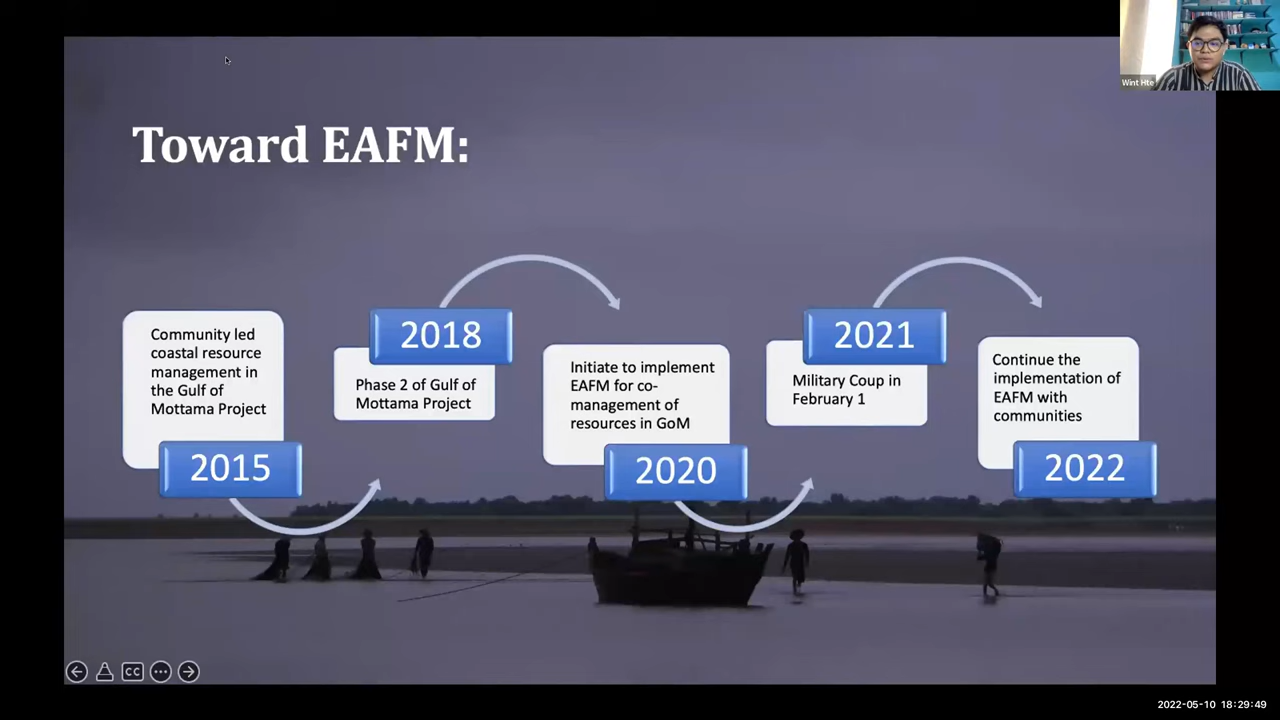 Wint Hte
Toward EAFM:
Community led
coastal resource
management in
the Gulf of
Mottama Project
2015
2018
Phase 2 of Gulf of
Mottama Project
Initiate to implement
EAFM for co-
management of
resources in GoM
2020
2021
Military Coup in
February 1
Continue the
implementation of
EAFM with
communities
2022
CC
2022-05-10 18:29:49